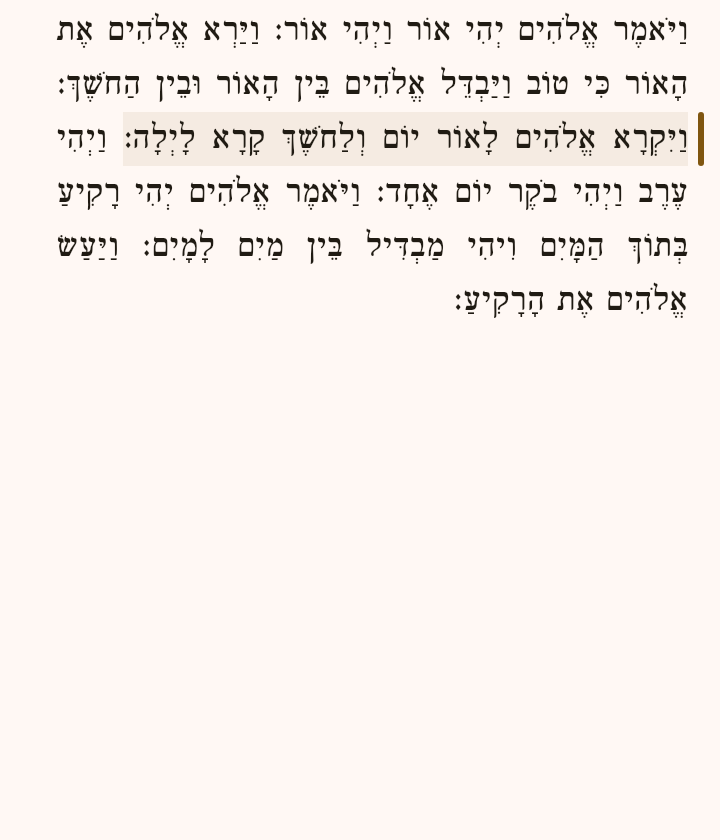 וַיֹּאמֶר אֱלֹהִים יְהִי אוֹר וַיְהִי אוֹר׃ וַיַּרְא אֱלֹהִים אֶת
הָאוֹר כִּי טוֹב וַיַּבְדֵּל אֱלֹהִים בֵּין הָאוֹר וּבֵין הַחֹשֶׁךְ׃
וַיִּקְרָא אֱלֹהִים לָאוֹר יוֹם וְלַחֹשֶׁךְ קָרָא לָיְלָה׃ וַיְהִי
עֶרֶב וַיְהִי בֹקֶר יוֹם אֶחָד׃ וַיֹּאמֶר אֱלֹהִים יְהִי רָקִיעַ
בְּתוֹךְ הַמָּיִם וִיהִי מַבְדִּיל בֵּין מַיִם לָמָיִם׃ וַיַּעַשׂ
אֱלֹהִים אֶת הָרָקִיעַ׃